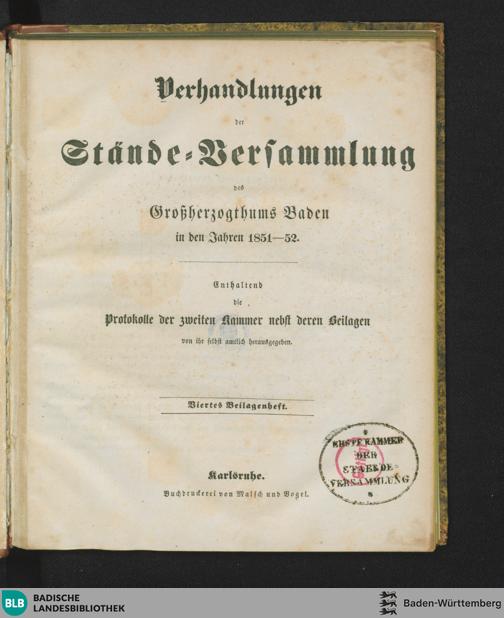 Verhandlungen
der
Stände-Versammlung
des
Großherzogthums Baden
in den Jahren 1851—52.
Enthaltend
die
Protokolle der zweiten Kammer nebst deren Beilagen
von ihr selbst amtlich herausgegeben.
Viertes Beilagenheft.
Karlsruhe.
Buchdruckerei von Malsch und Vogel.
ERSTE KAMMER
DER
STAENDE
VERSAMMLUNG
BLB BADISCHE
LANDESBIBLIOTHEK
Baden-Württemberg